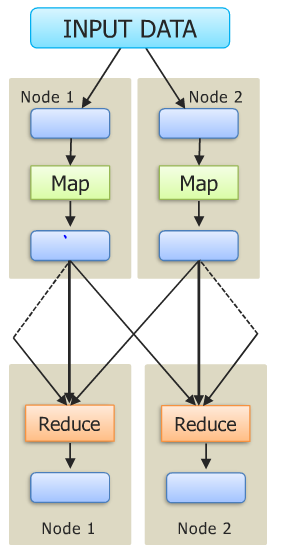 INPUT DATA
Node 1
Node 2
Map
Map
Reduce
Reduce
Node 1
Node 2